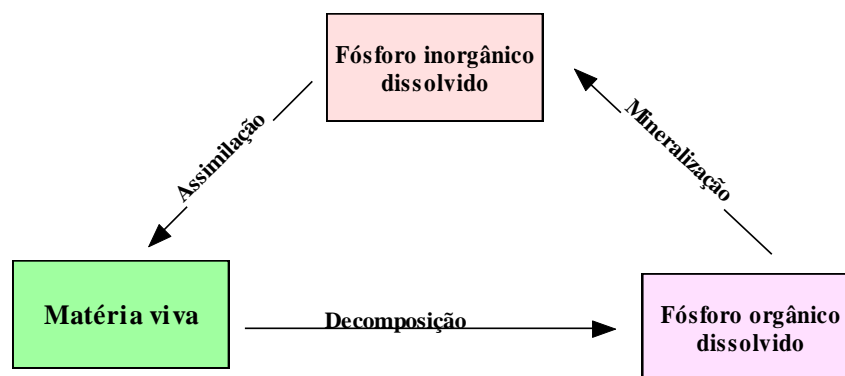 Fósforo inorgânico
dissolvido
Assimilação
Mineralização
Matéria viva
Decomposição
Fósforo orgânico
dissolvido